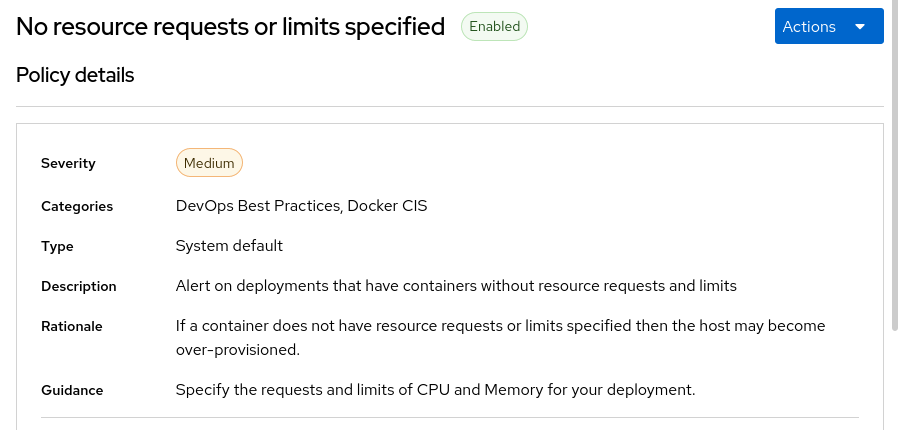 No resource requests or limits specified Enabled Actions
Policy details
Severity Medium
Categories DevOps Best Practices, Docker CIS
Type System default
Description Alert on deployments that have containers without resource requests and limits
Rationale If a container does not have resource requests or limits specified then the host may become
over-provisioned.
Guidance Specify the requests and limits of CPU and Memory for your deployment.